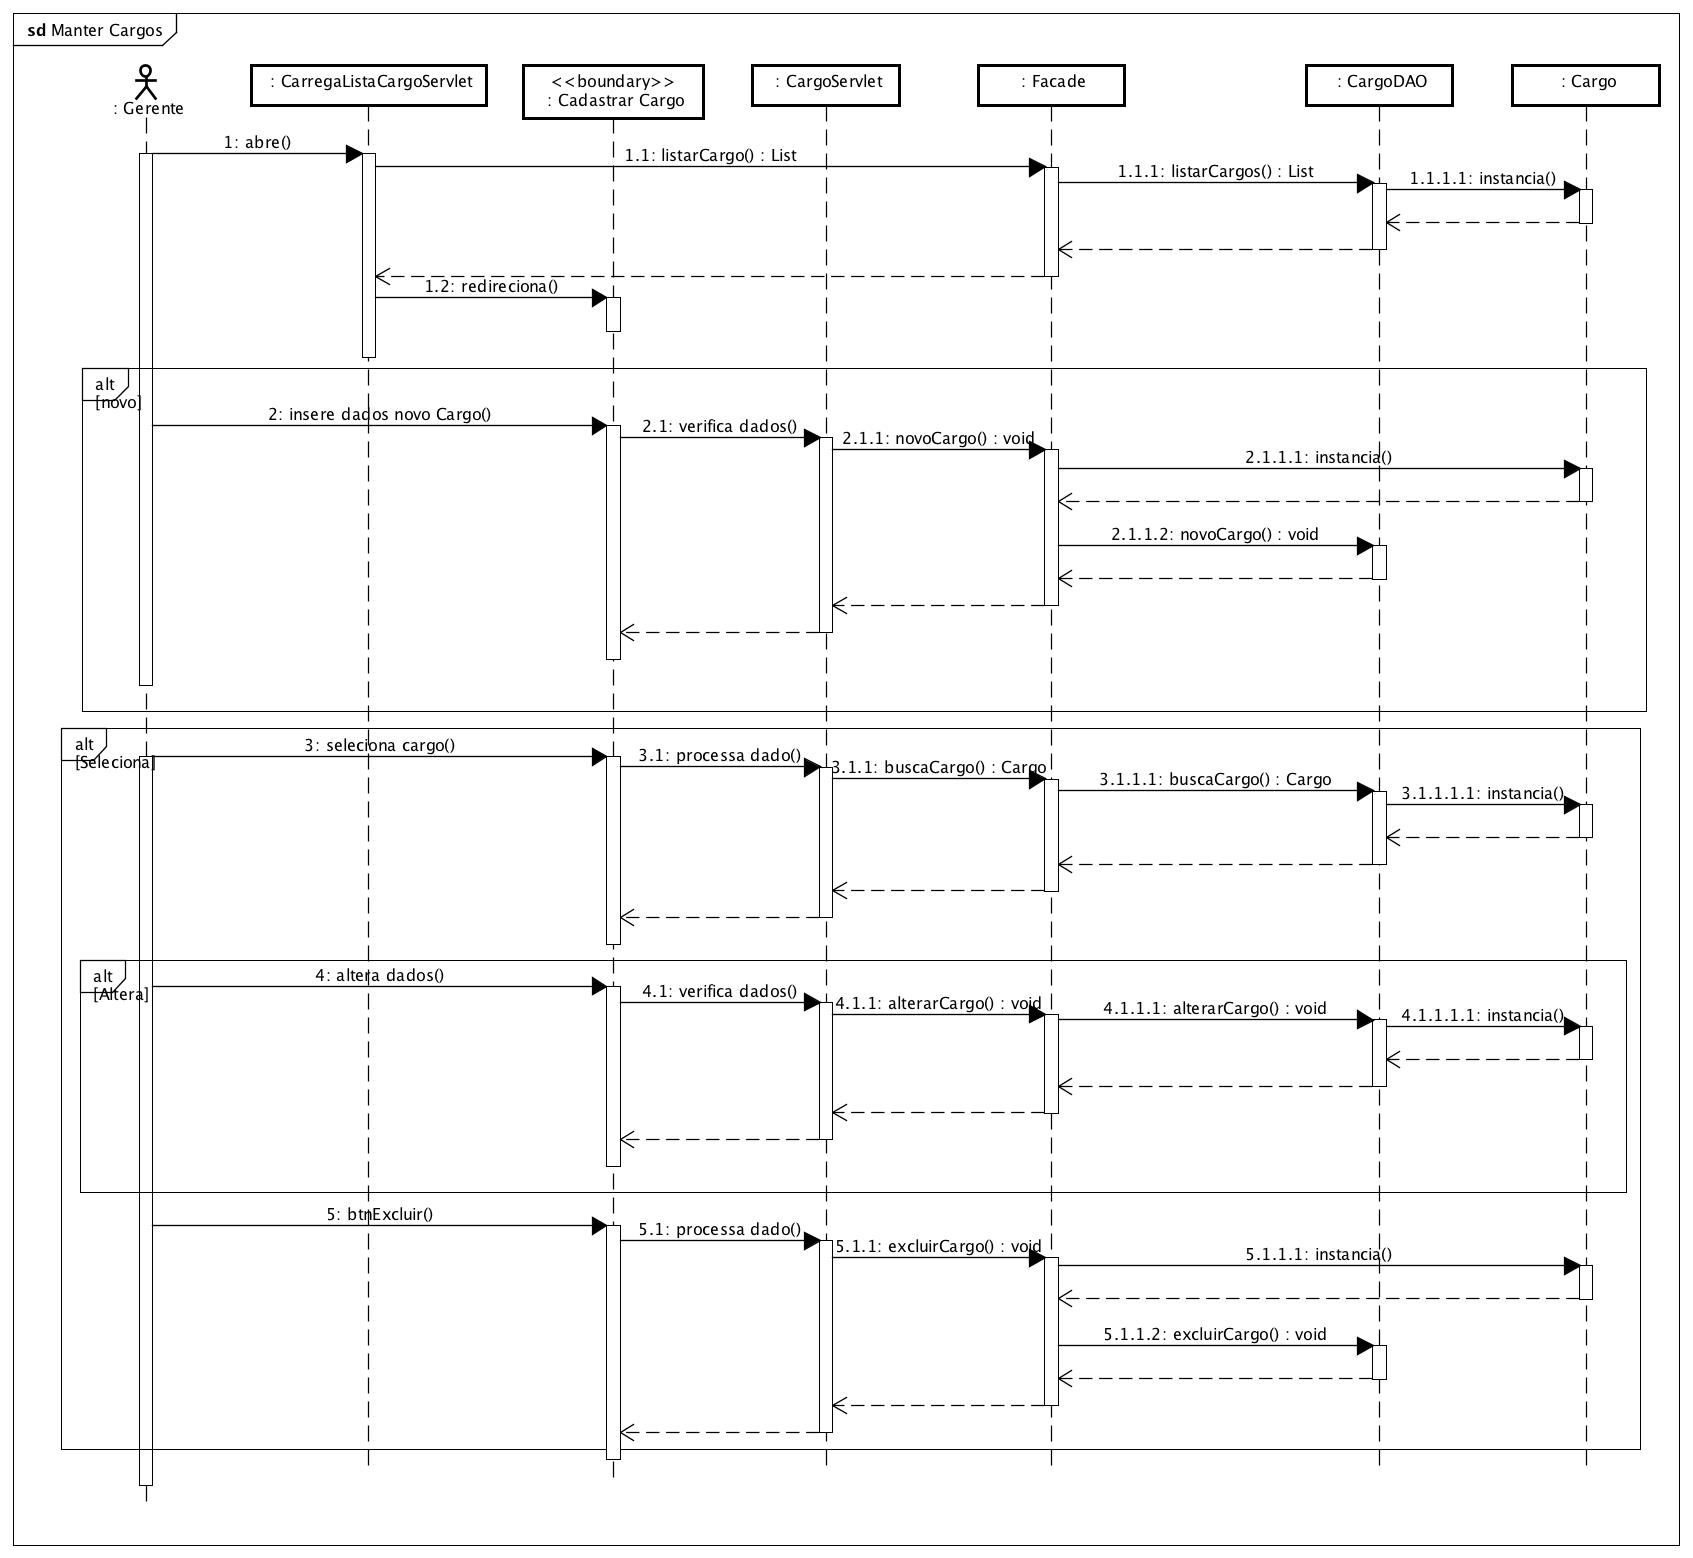 sd Manter Cargos
: Gerente
: CarregaListaCargoServlet
<<boundary>>
: Cadastrar Cargo
: CargoServlet
: Facade
: CargoDAO
: Cargo
1: abre()
1.1: listarCargo() : List
1.1.1: listarCargos() : List
1.1.1.1: instancia()
1.2: redireciona()
alt
[novo]
2: insere dados novo Cargo()
2.1: verifica dados()
2.1.1: novoCargo() : void
2.1.1.1: instancia()
2.1.1.2: novoCargo() : void
alt
[Seleciona]
3: seleciona cargo()
3.1: processa dado()
3.1.1: buscaCargo() : Cargo
3.1.1.1: buscaCargo() : Cargo
3.1.1.1.1: instancia()
alt
[Altera]
4: altera dados()
4.1: verifica dados()
4.1.1: alterarCargo() : void
4.1.1.1: alterarCargo() : void
4.1.1.1.1: instancia()
5: btnExcluir()
5.1: processa dado()
5.1.1: excluirCargo() : void
5.1.1.1: instancia()
5.1.1.2: excluirCargo() : void